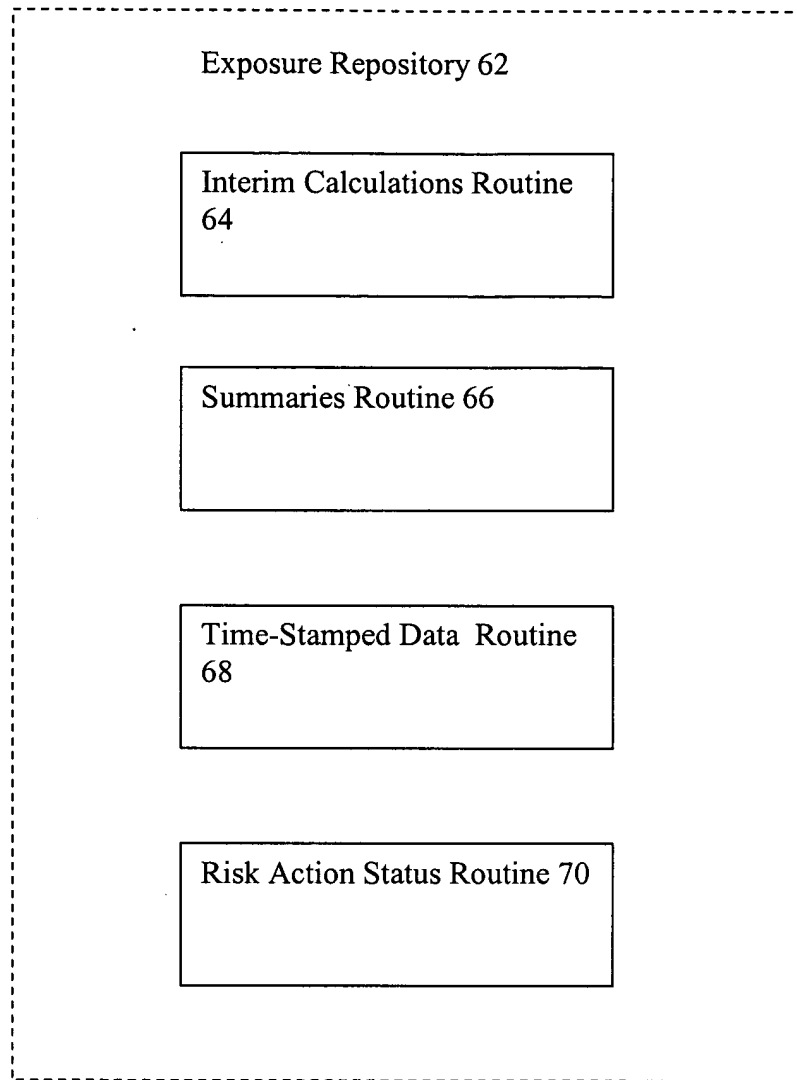 Exposure Repository 62
Interim Calculations Routine
64
Summaries Routine 66
Time-Stamped Data Routine
68
Risk Action Status Routine 70